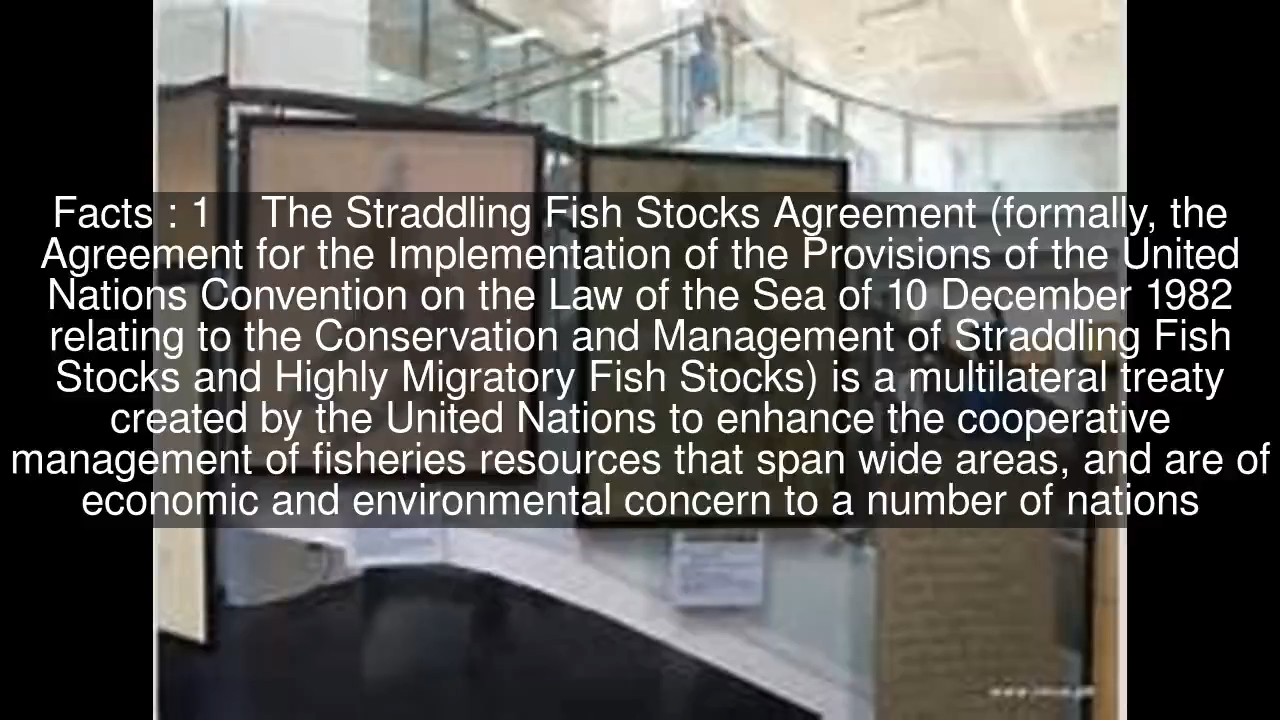 Facts : 1 The Straddling Fish Stocks Agreement (formally, the
Agreement for the Implementation of the Provisions of the United
Nations Convention on the Law of the Sea of 10 December 1982
relating to the Conservation and Management of Straddling Fish
Stocks and Highly Migratory Fish Stocks) is a multilateral treaty
created by the United Nations to enhance the cooperative
management of fisheries resources that span wide areas, and are of
economic and environmental concern to a number of nations